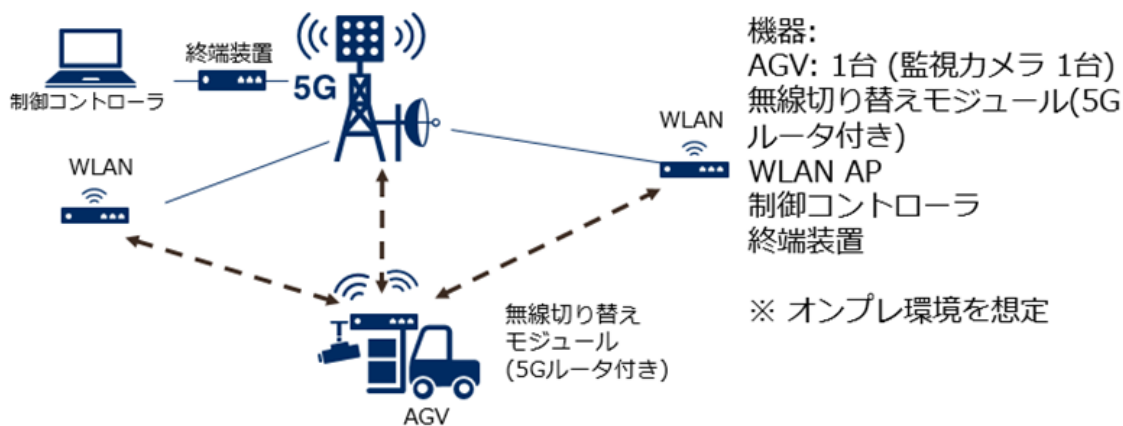 終端装置
5G
制御コントローラ
WLAN
WLAN
無線切り替え
モジュール
(5Gルータ付き)
AGV
機器:
AGV: 1台 (監視カメラ 1台)
無線切り替えモジュール(5G
ルータ付き)
WLAN AP
制御コントローラ
終端装置
※ オンプレ環境を想定